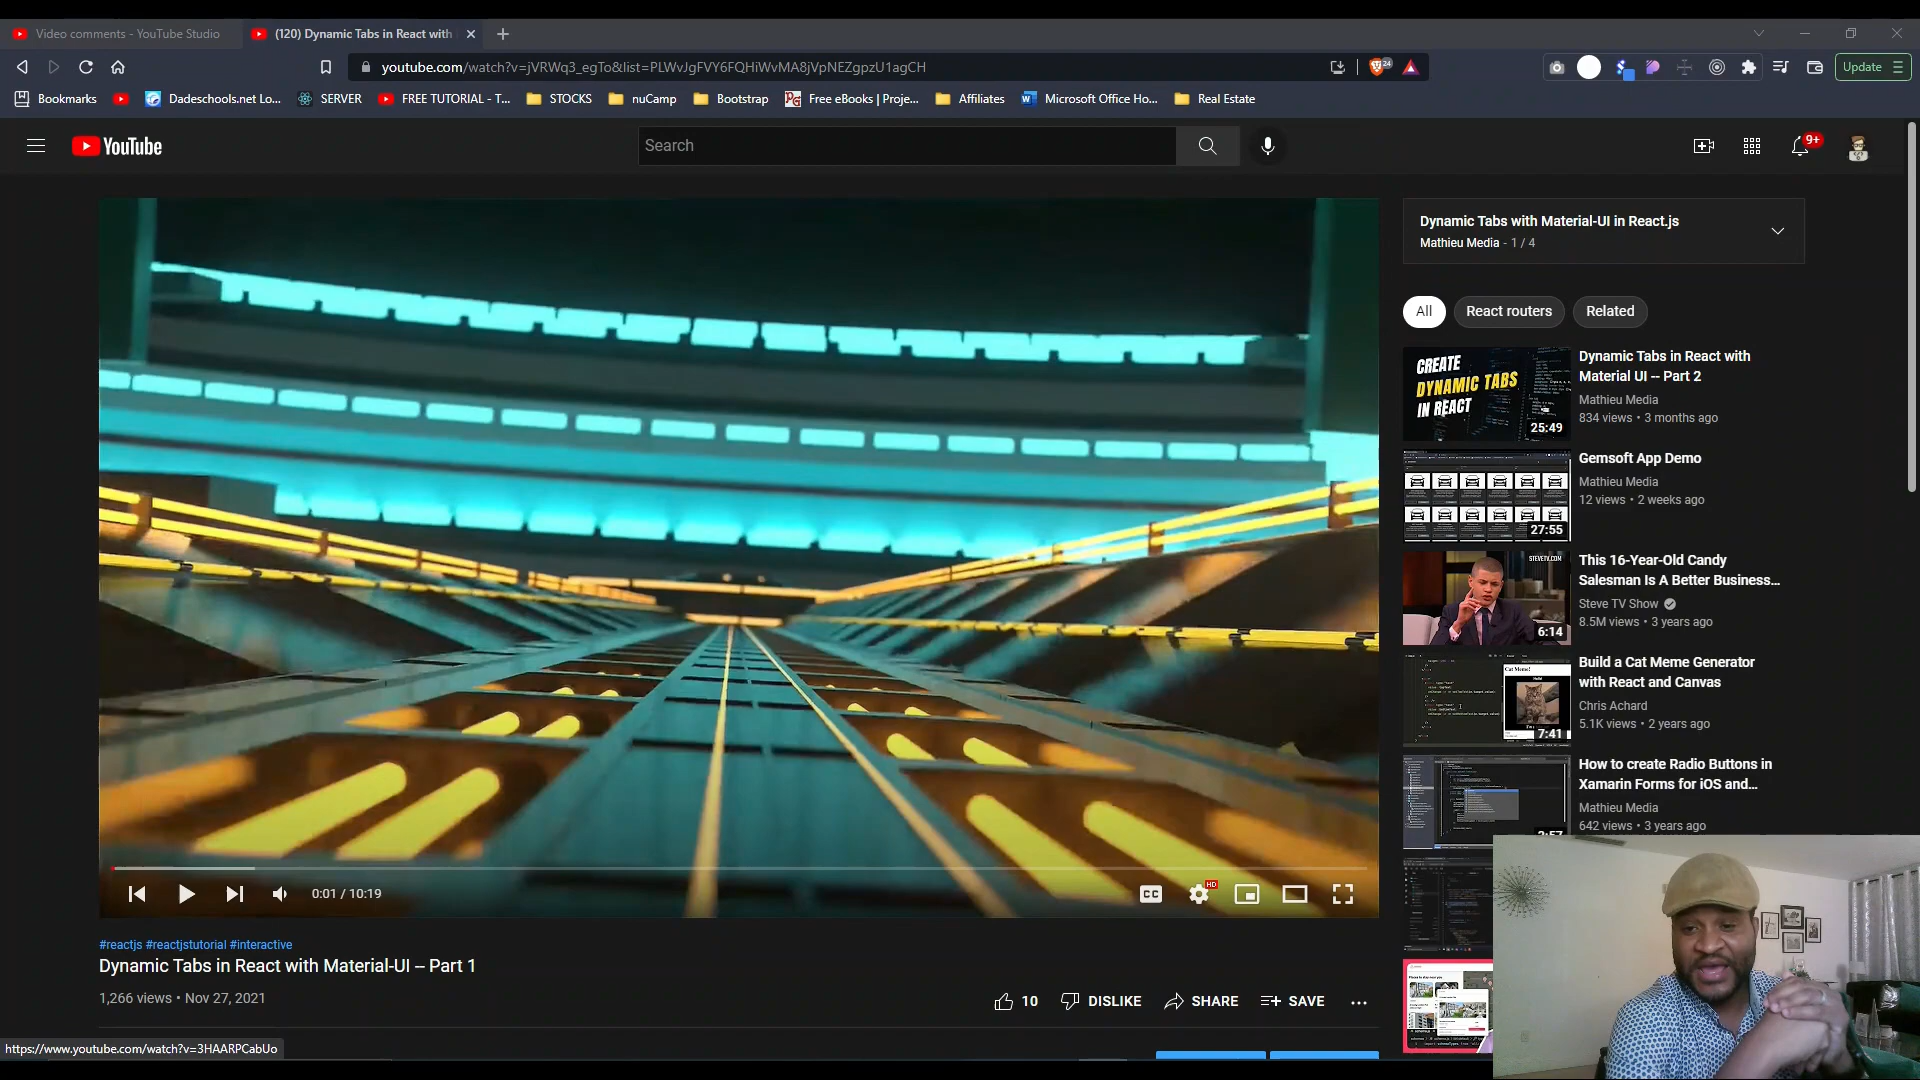 Video comments - YouTube Studio
(120) Dynamic Tabs in React with
youtube.com/watch?v=jVRWq3_egTo&list=PLWvJgFVY6FQHiWvMA8jVpNEZgpzU1agCH
24
Update
Bookmarks
Dadeschools.net Lo...
SERVER
FREE TUTORIAL - T...
STOCKS
nuCamp
Bootstrap
Free eBooks | Proje...
Affiliates
Microsoft Office Ho...
Real Estate
YouTube
Search
9+
Dynamic Tabs with Material-UI in React.js
Mathieu Media - 1 / 4
All
React routers
Related
CREATE
DYNAMIC TABS
IN REACT
25:49
Dynamic Tabs in React with
Material UI -- Part 2
Mathieu Media
834 views • 3 months ago
27:55
Gemsoft App Demo
Mathieu Media
12 views • 2 weeks ago
STEVETV.COM
6:14
This 16-Year-Old Candy
Salesman Is A Better Business...
Steve TV Show
8.5M views • 3 years ago
Cat Meme!
7:41
Build a Cat Meme Generator
with React and Canvas
Chris Achard
5.1K views • 2 years ago
How to create Radio Buttons in
Xamarin Forms for iOS and...
Mathieu Media
642 views • 3 years ago
0:01 / 10:19
CC
HD
#reactjs #reactjstutorial #interactive
Dynamic Tabs in React with Material-UI -- Part 1
1,266 views • Nov 27, 2021
10
DISLIKE
SHARE
SAVE
https://www.youtube.com/watch?v=3HAARPCabUo